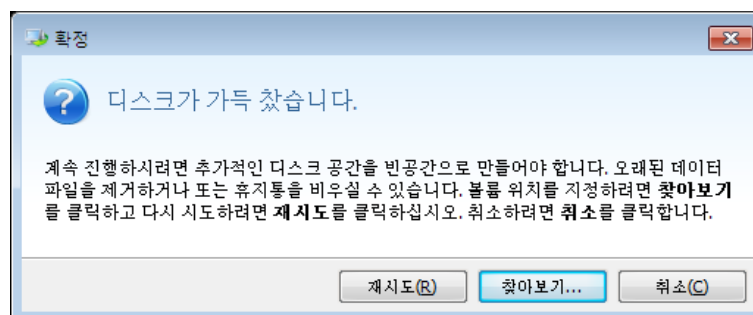 확정
디스크가 가득 찼습니다.
계속 진행하시려면 추가적인 디스크 공간을 빈공간으로 만들어야 합니다. 오래된 데이터
파일을 제거하거나 또는 휴지통을 비우실 수 있습니다. 볼륨 위치를 지정하려면 찾아보기
를 클릭하고 다시 시도하려면 재시도를 클릭하십시오. 취소하려면 취소를 클릭합니다.
재시도(R) 찾아보기... 취소(C)